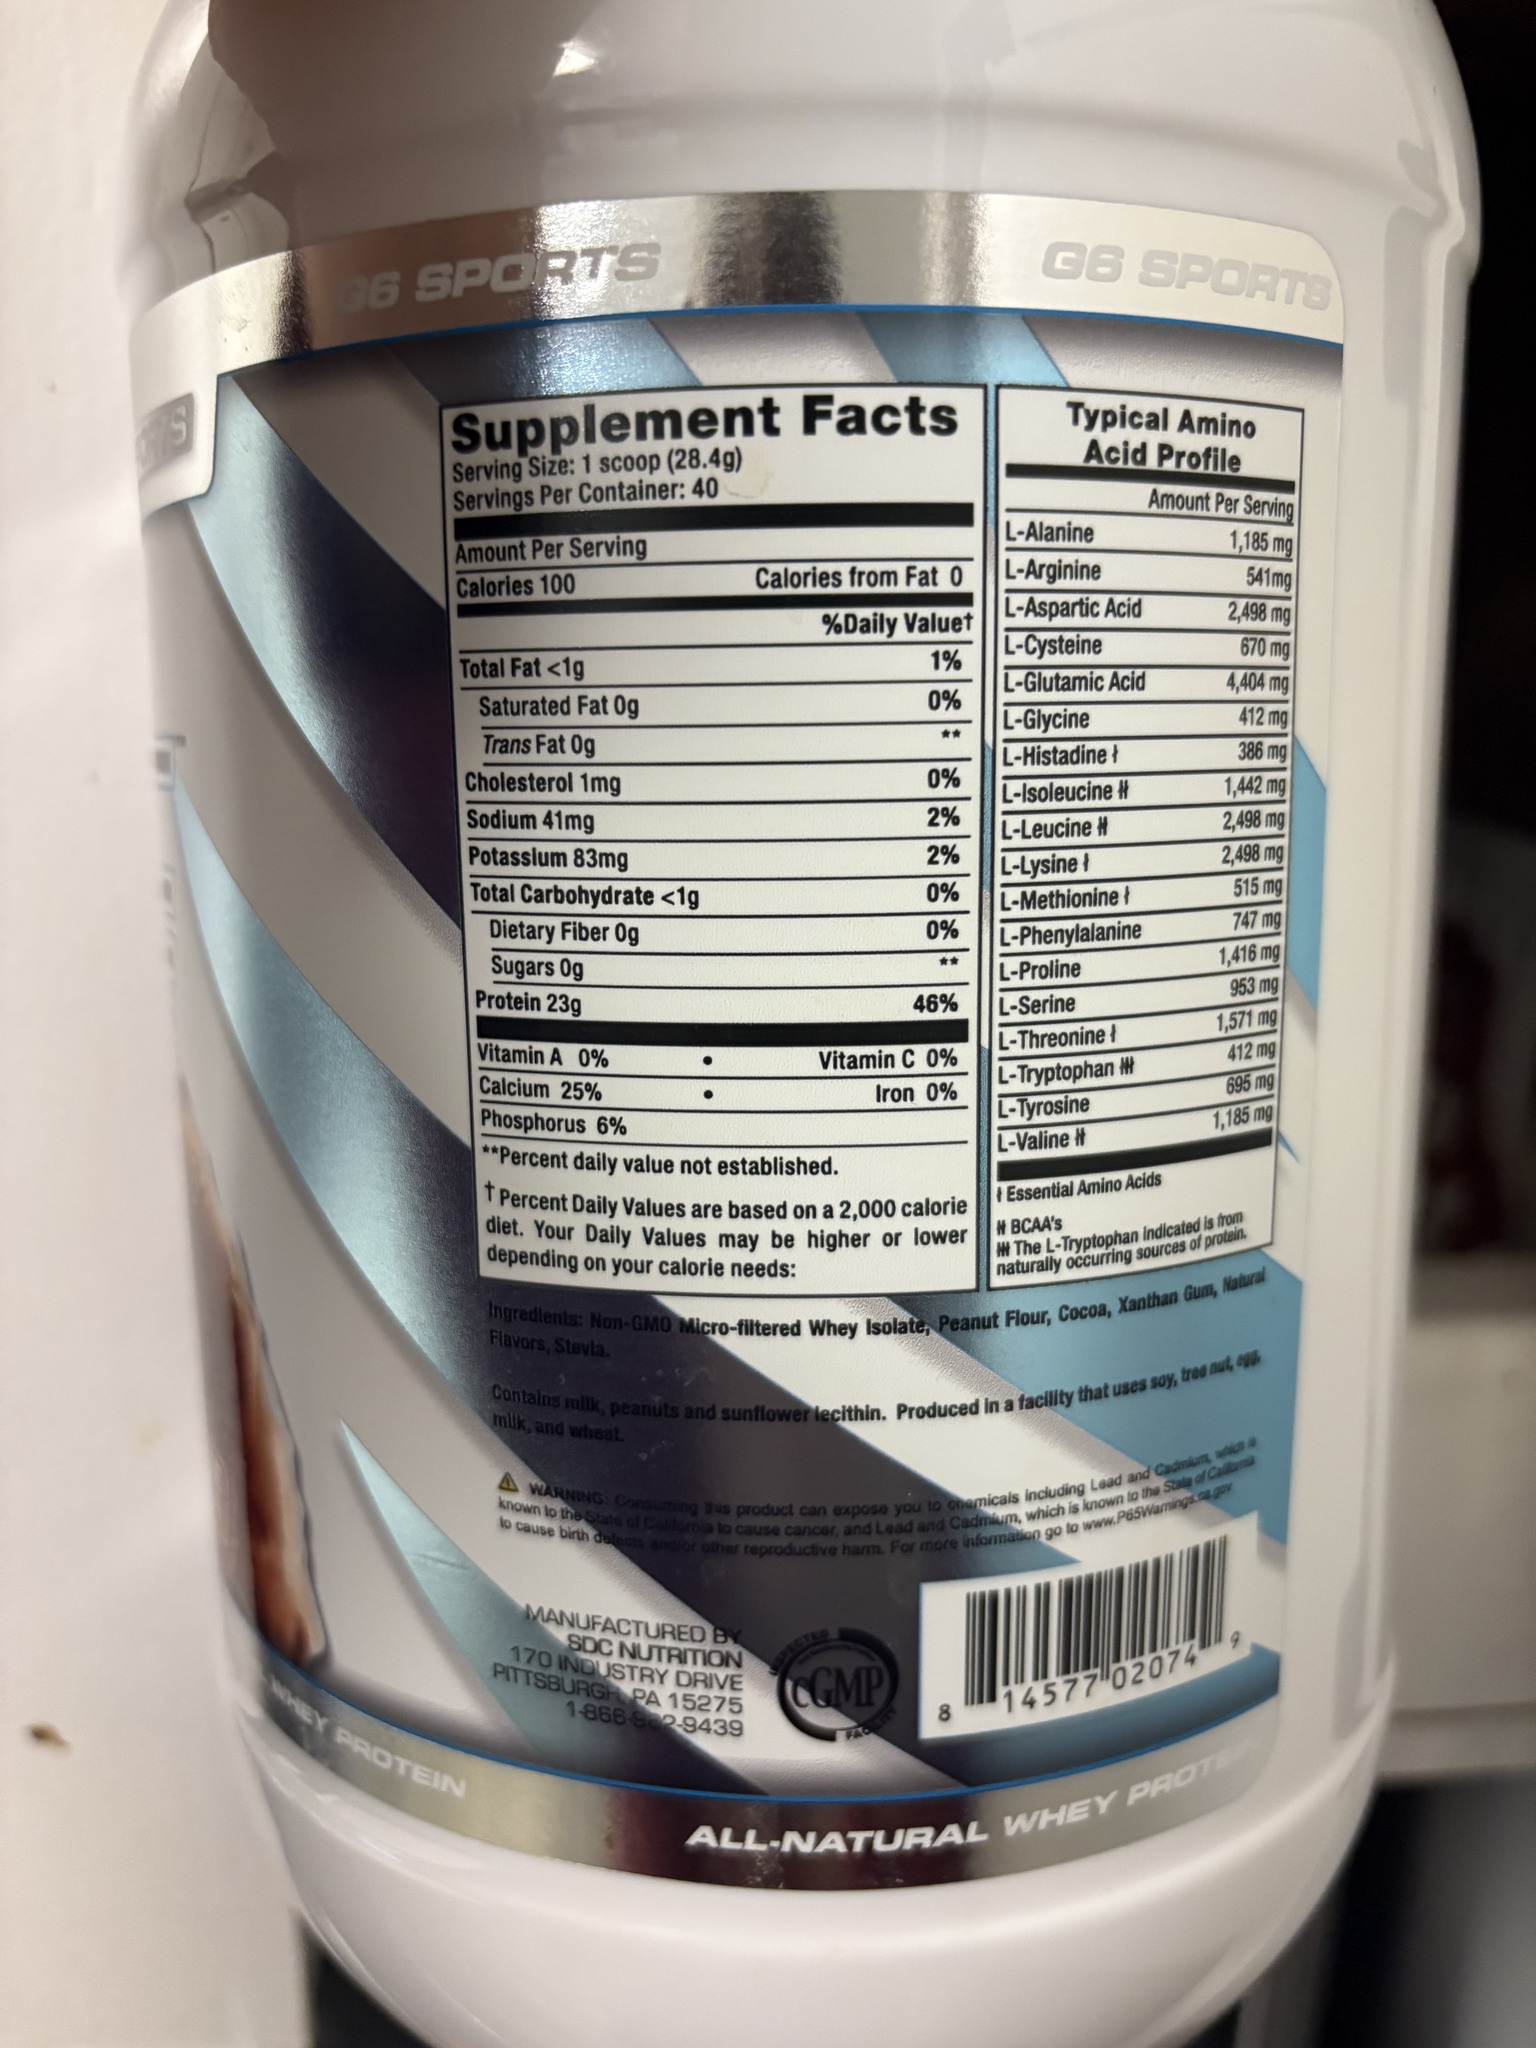 G6 SPORTS
G6 SPORTS
Supplement Facts
Serving Size: 1 scoop (28.4g)
Servings Per Container: 40
Amount Per Serving
Calories 100 Calories from Fat 0
%Daily Value†
Total Fat <1g 1%
Saturated Fat 0g 0%
Trans Fat 0g **
Cholesterol 1mg 0%
Sodium 41mg 2%
Potassium 83mg 2%
Total Carbohydrate <1g 0%
Dietary Fiber 0g 0%
Sugars 0g **
Protein 23g 46%
Vitamin A 0% • Vitamin C 0%
Calcium 25% • Iron 0%
Phosphorus 6%
**Percent daily value not established.
† Percent Daily Values are based on a 2,000 calorie
diet. Your Daily Values may be higher or lower
depending on your calorie needs:
Typical Amino
Acid Profile
Amount Per Serving
L-Alanine 1,185 mg
L-Arginine 541mg
L-Aspartic Acid 2,498 mg
L-Cysteine 670 mg
L-Glutamic Acid 4,404 mg
L-Glycine 412 mg
L-Histadine ƚ 386 mg
L-Isoleucine ƚƚ 1,442 mg
L-Leucine ƚƚ 2,498 mg
L-Lysine ƚ 2,498 mg
L-Methionine ƚ 515 mg
L-Phenylalanine 747 mg
L-Proline 1,416 mg
L-Serine 953 mg
L-Threonine ƚ 1,571 mg
L-Tryptophan ƚƚƚ 412 mg
L-Tyrosine 695 mg
L-Valine ƚƚ 1,185 mg
ƚ Essential Amino Acids
ƚƚ BCAA's
ƚƚƚ The L-Tryptophan indicated is from
naturally occurring sources of protein.
Ingredients: Non-GMO Micro-filtered Whey Isolate, Peanut Flour, Cocoa, Xanthan Gum, Natural
Flavors, Stevia.
Contains milk, peanuts and sunflower lecithin. Produced in a facility that uses soy, tree nut, egg,
milk, and wheat.
⚠ WARNING: Consuming this product can expose you to chemicals including Lead and Cadmium, which is
known to the State of California to cause cancer, and Lead and Cadmium, which is known to the State of California
to cause birth defects and/or other reproductive harm. For more information go to www.P65Warnings.ca.gov
MANUFACTURED BY
SDC NUTRITION
170 INDUSTRY DRIVE
PITTSBURGH, PA 15275
1-866-902-9439
INSPECTED
cGMP
FACILITY
8 14577 02074 9
WHEY PROTEIN
ALL-NATURAL WHEY PROTEIN